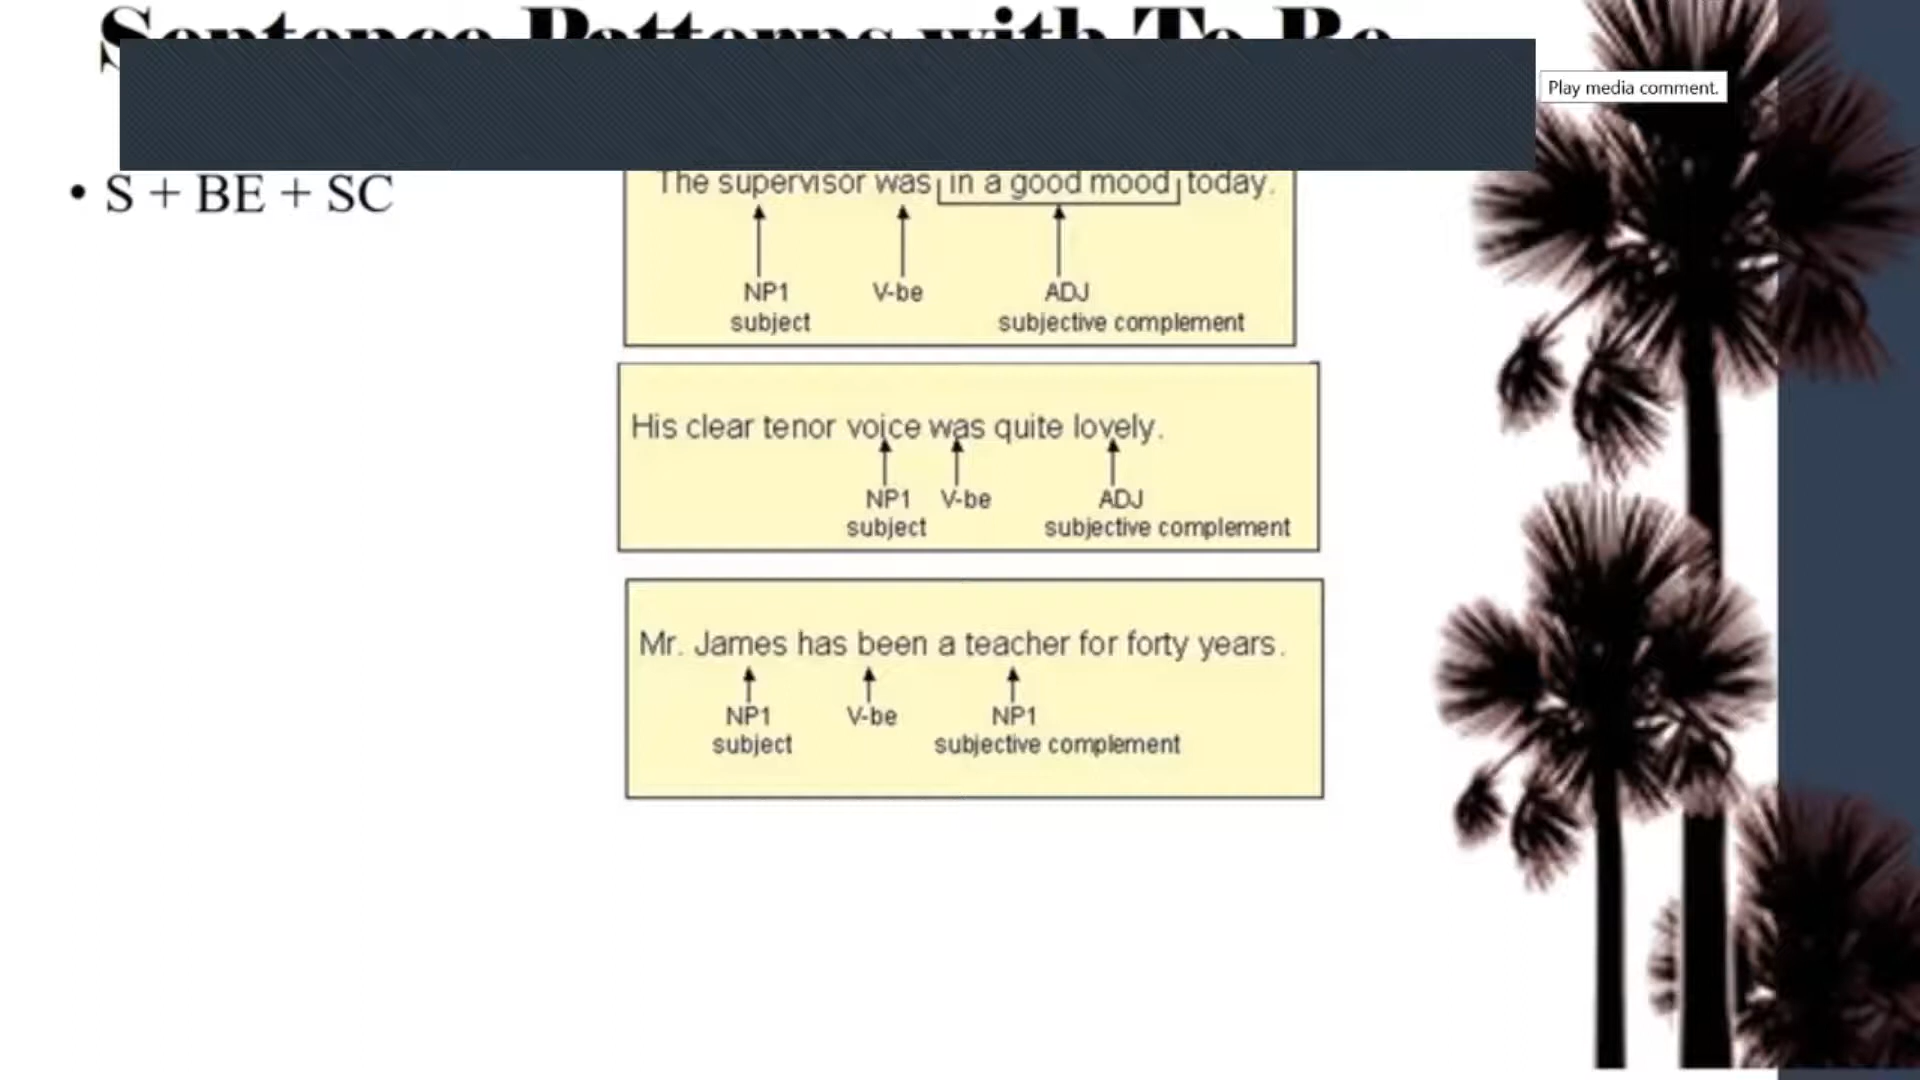 Sentence Patterns with To Be
Play media comment.
• S + BE + SC
The supervisor was in a good mood today.
NP1 V-be ADJ
subject subjective complement
His clear tenor voice was quite lovely.
NP1 V-be ADJ
subject subjective complement
Mr. James has been a teacher for forty years.
NP1 V-be NP1
subject subjective complement